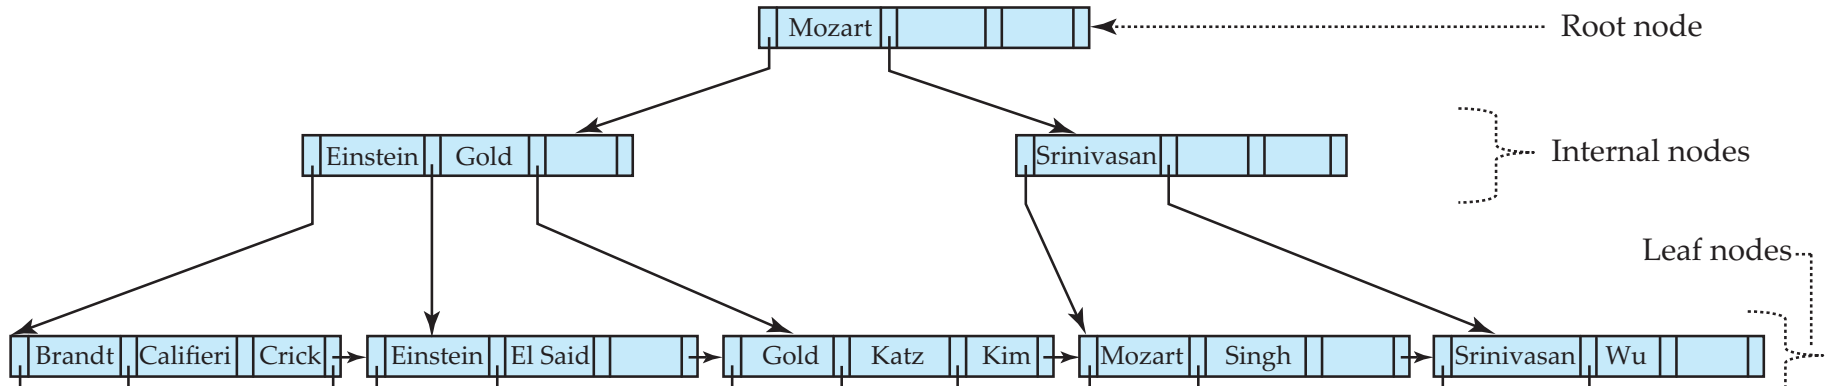 Mozart
Root node
Einstein Gold
Srinivasan
Internal nodes
Leaf nodes
Brandt Califieri Crick
Einstein El Said
Gold Katz Kim
Mozart Singh
Srinivasan Wu